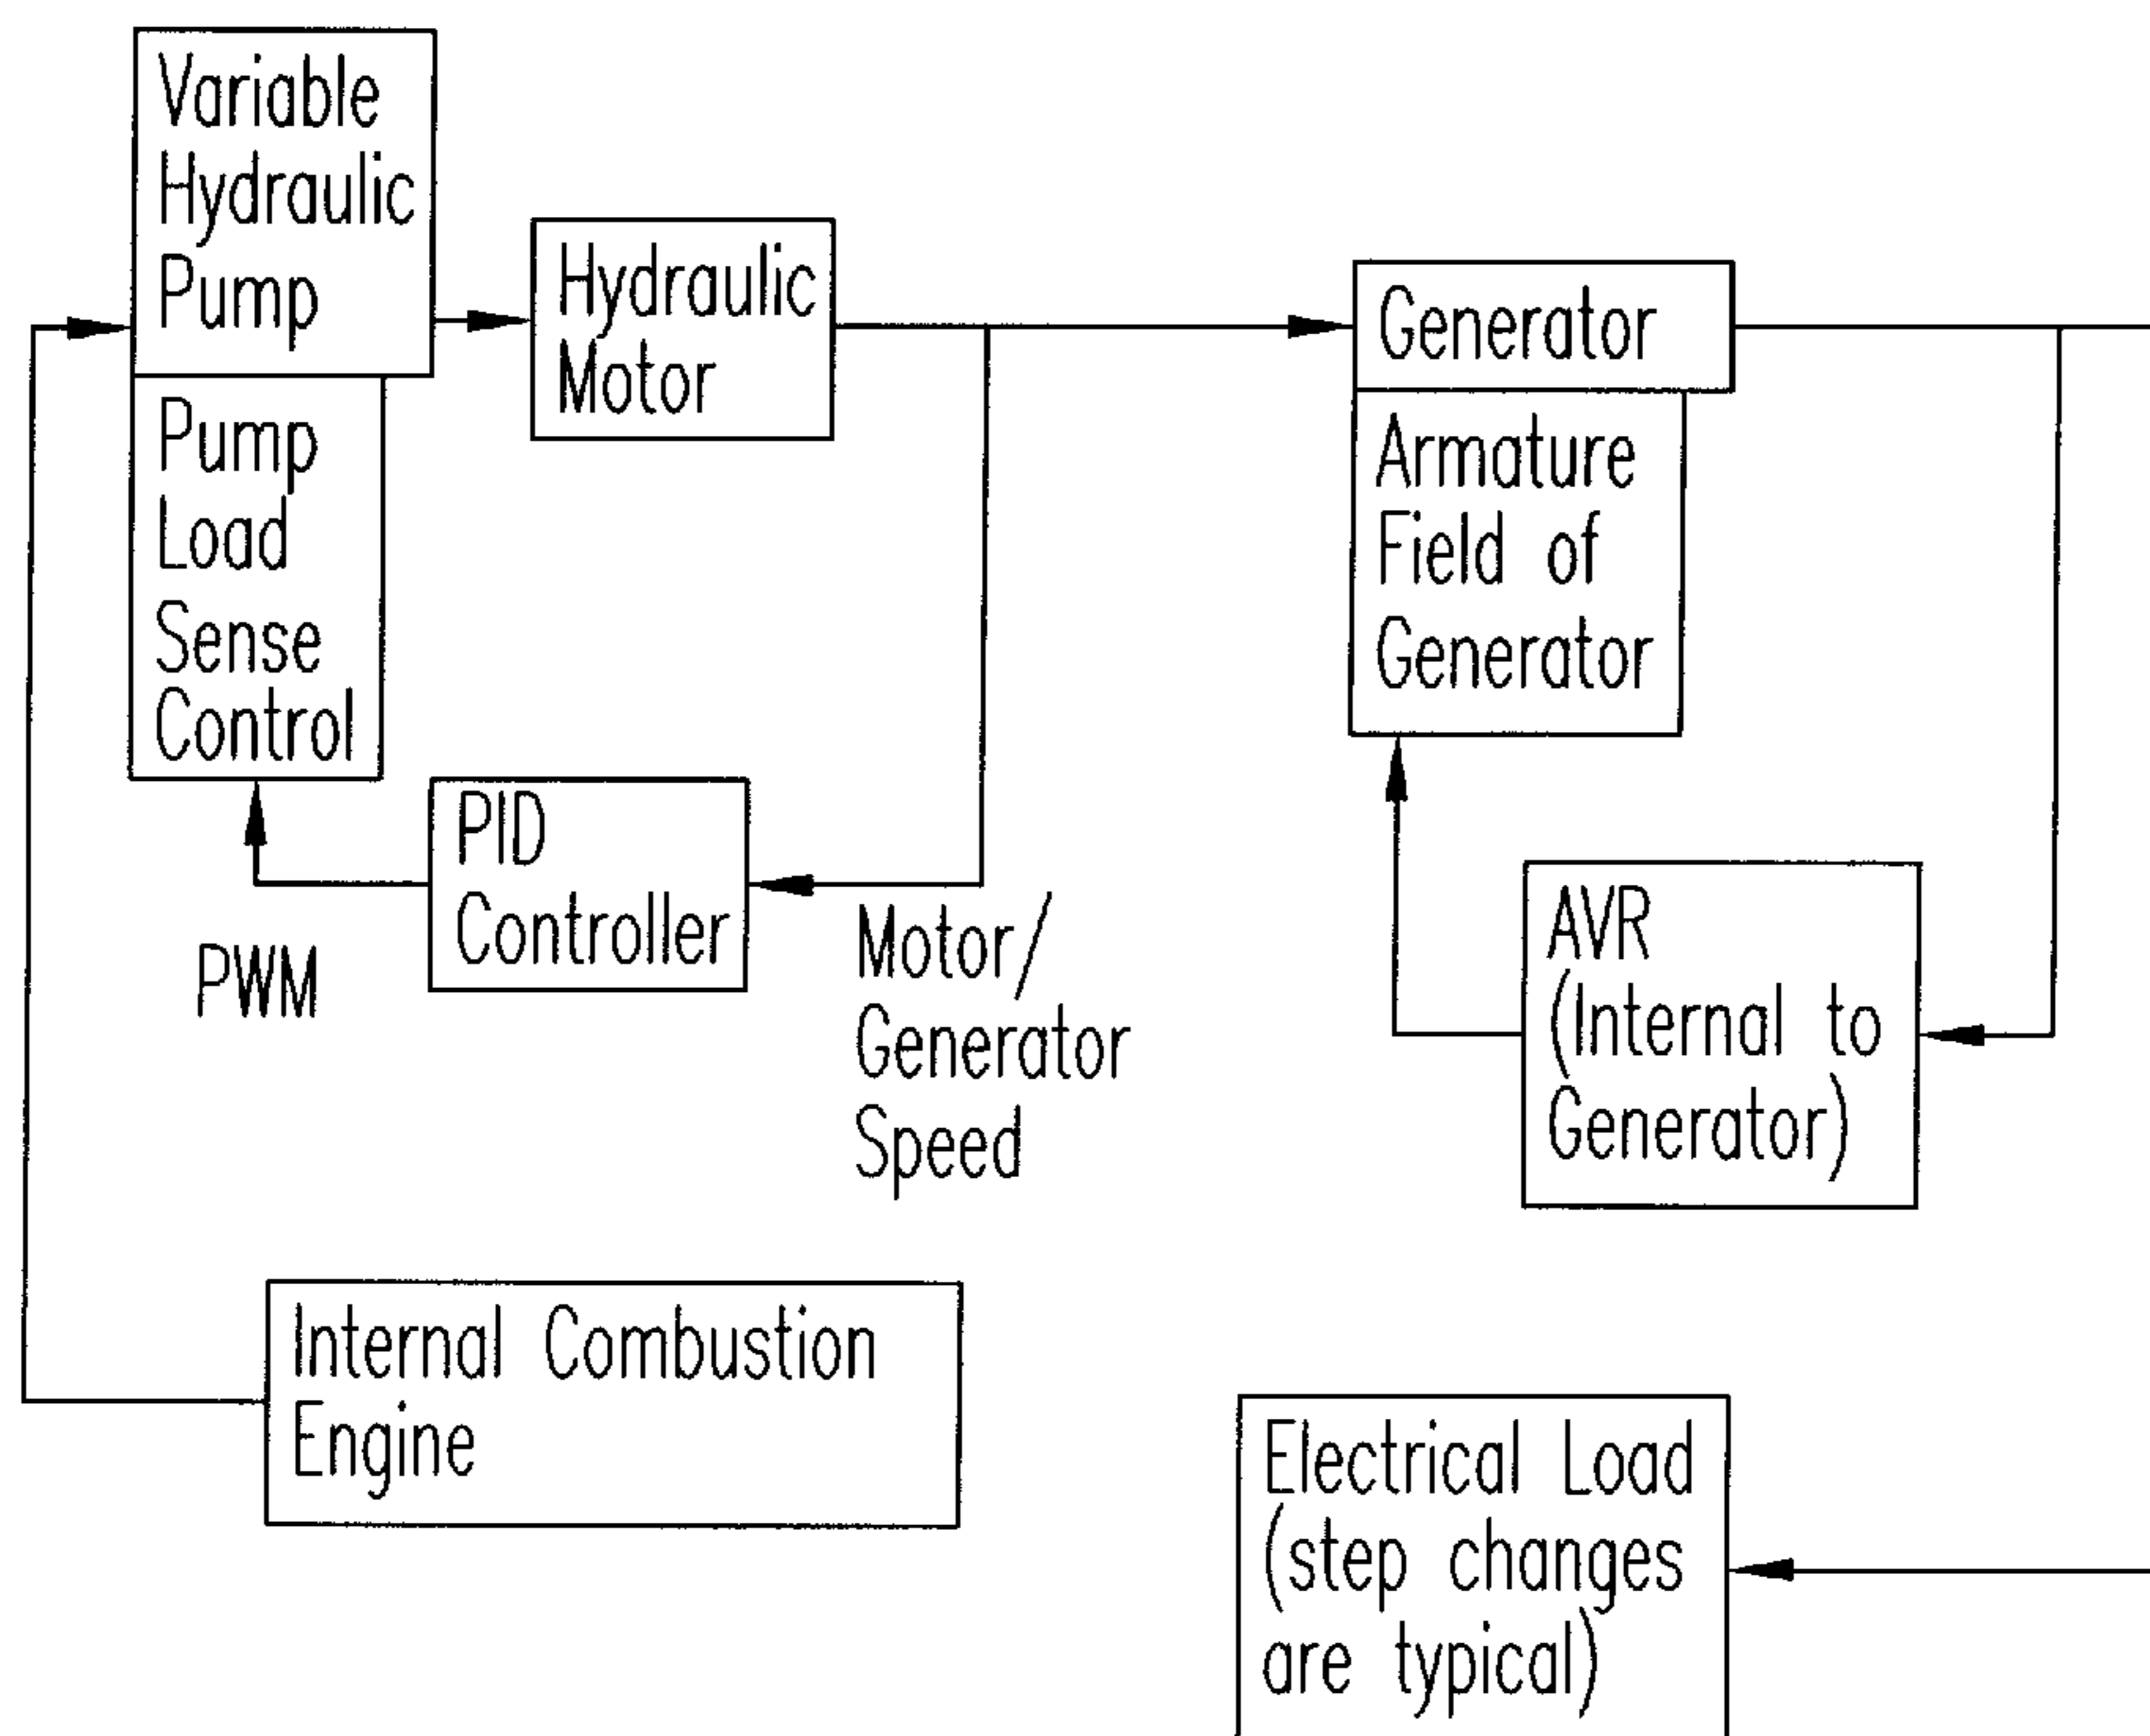 Variable
Hydraulic
Pump
Pump
Load
Sense
Control
Hydraulic
Motor
PID
Controller
PWM
Motor/
Generator
Speed
Generator
Armature
Field of
Generator
AVR
(Internal to
Generator)
Internal Combustion
Engine
Electrical Load
(step changes
are typical)